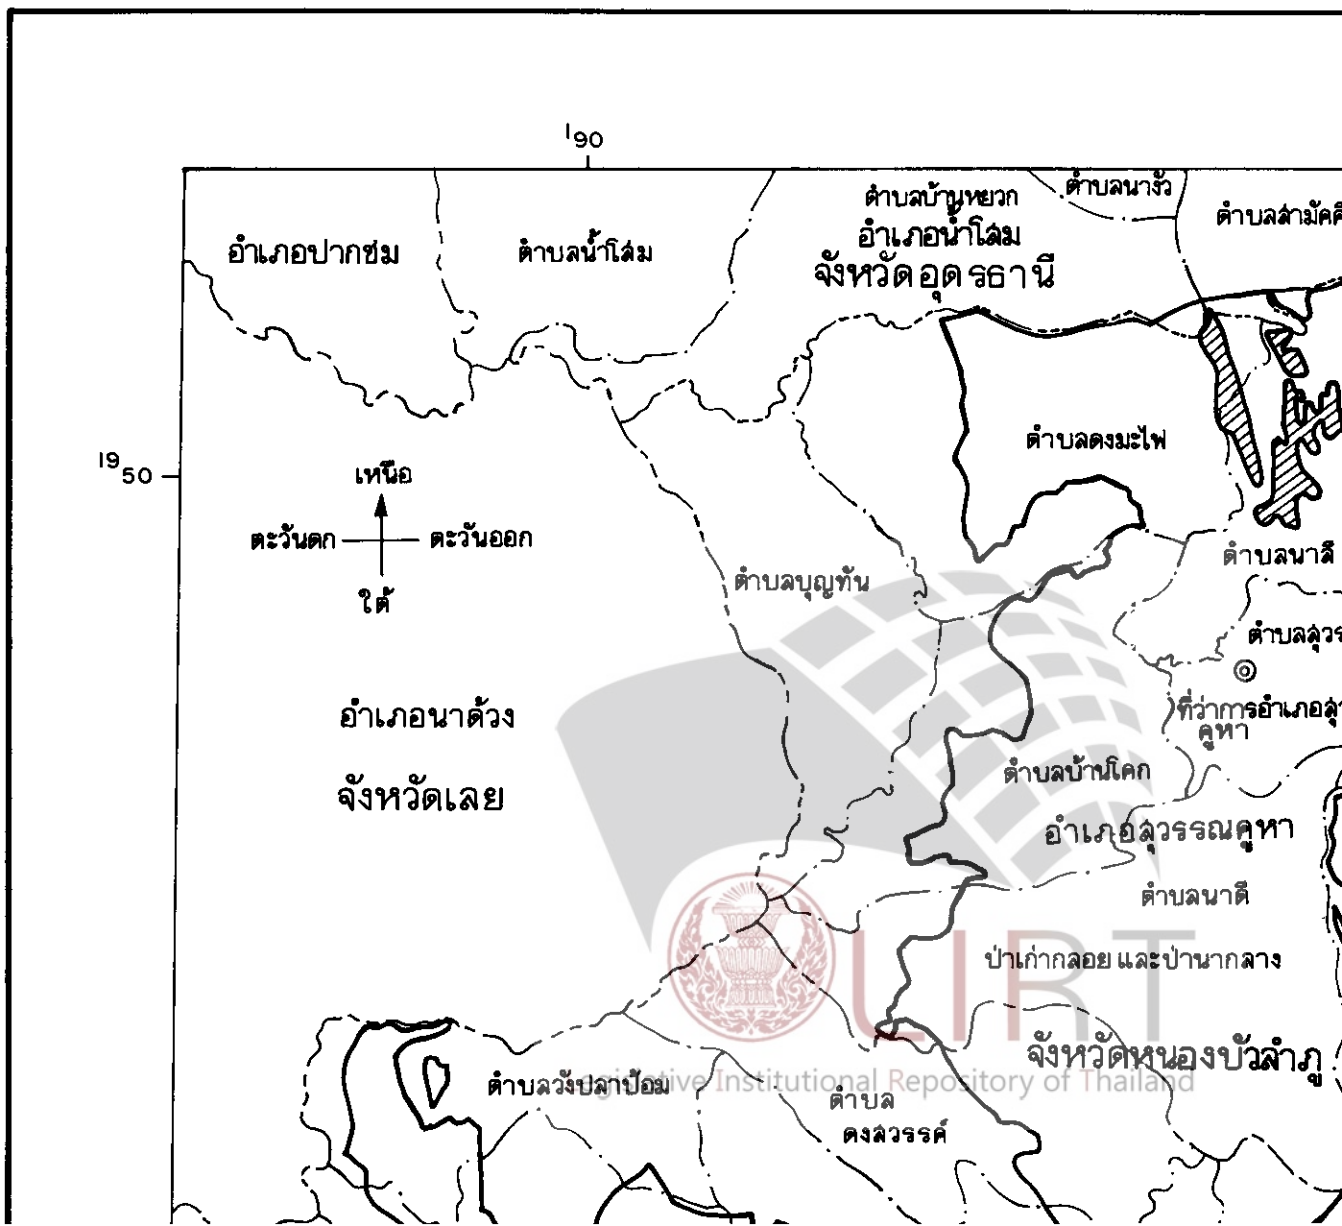 190
ตำบลนางัว
ตำบลบ้านหยวก
อำเภอน้ำโสม
จังหวัดอุดรธานี
ตำบลสามัคคี
อำเภอปากชม
ตำบลน้ำโสม
ตำบลดงมะไฟ
1950
เหนือ
ตะวันตก
ตะวันออก
ใต้
ตำบลนาสี
ตำบลบุญทัน
ตำบลสุวร
ที่ว่าการอำเภอสุ
คูหา
อำเภอนาด้วง
จังหวัดเลย
ตำบลบ้านโคก
อำเภอสุวรรณคูหา
ตำบลนาดี
ป่าเก่ากลอย และป่านากลาง
LIRT
จังหวัดหนองบัวลำภู
Legislative Institutional Repository of Thailand
ตำบลวังปลาป้อม
ตำบล
ดงสวรรค์